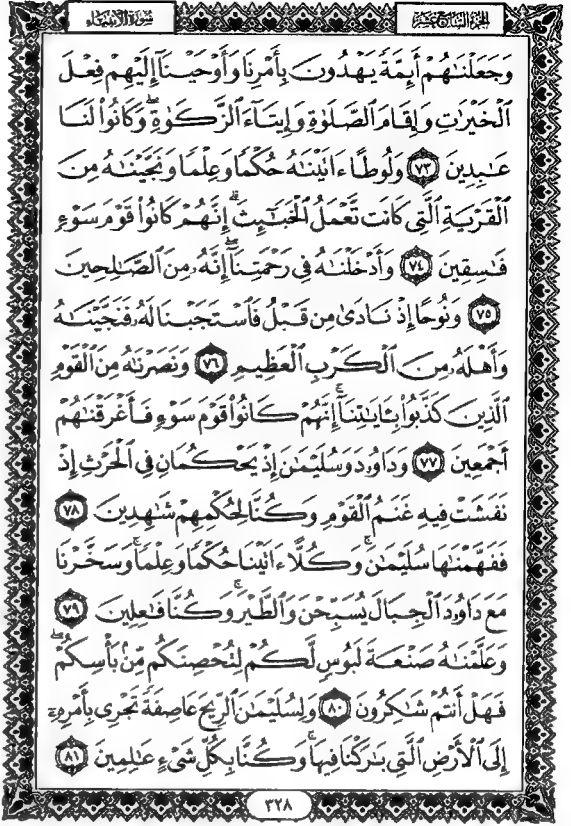 الجزء السابع عشر
سورة الأنبياء
وَجَعَلْنَٰهُمْ أَئِمَّةً يَهْدُونَ بِأَمْرِنَا وَأَوْحَيْنَآ إِلَيْهِمْ فِعْلَ
ٱلْخَيْرَٰتِ وَإِقَامَ ٱلصَّلَوٰةِ وَإِيتَآءَ ٱلزَّكَوٰةِ ۖ وَكَانُوا۟ لَنَا
عَٰبِدِينَ ٧٣ وَلُوطًا ءَاتَيْنَٰهُ حُكْمًا وَعِلْمًا وَنَجَّيْنَٰهُ مِنَ
ٱلْقَرْيَةِ ٱلَّتِى كَانَت تَّعْمَلُ ٱلْخَبَٰٓئِثَ ۗ إِنَّهُمْ كَانُوا۟ قَوْمَ سَوْءٍ
فَٰسِقِينَ ٧٤ وَأَدْخَلْنَٰهُ فِى رَحْمَتِنَآ ۖ إِنَّهُۥ مِنَ ٱلصَّٰلِحِينَ
٧٥ وَنُوحًا إِذْ نَادَىٰ مِن قَبْلُ فَٱسْتَجَبْنَا لَهُۥ فَنَجَّيْنَٰهُ
وَأَهْلَهُۥ مِنَ ٱلْكَرْبِ ٱلْعَظِيمِ ٧٦ وَنَصَرْنَٰهُ مِنَ ٱلْقَوْمِ
ٱلَّذِينَ كَذَّبُوا۟ بِـَٔايَٰتِنَآ ۚ إِنَّهُمْ كَانُوا۟ قَوْمَ سَوْءٍ فَأَغْرَقْنَٰهُمْ
أَجْمَعِينَ ٧٧ وَدَاوُۥدَ وَسُلَيْمَٰنَ إِذْ يَحْكُمَانِ فِى ٱلْحَرْثِ إِذْ
نَفَشَتْ فِيهِ غَنَمُ ٱلْقَوْمِ وَكُنَّا لِحُكْمِهِمْ شَٰهِدِينَ ٧٨
فَفَهَّمْنَٰهَا سُلَيْمَٰنَ ۚ وَكُلًّا ءَاتَيْنَا حُكْمًا وَعِلْمًا ۚ وَسَخَّرْنَا
مَعَ دَاوُۥدَ ٱلْجِبَالَ يُسَبِّحْنَ وَٱلطَّيْرَ ۚ وَكُنَّا فَٰعِلِينَ ٧٩
وَعَلَّمْنَٰهُ صَنْعَةَ لَبُوسٍ لَّكُمْ لِتُحْصِنَكُم مِّنۢ بَأْسِكُمْ ۖ
فَهَلْ أَنتُمْ شَٰكِرُونَ ٨٠ وَلِسُلَيْمَٰنَ ٱلرِّيحَ عَاصِفَةً تَجْرِى بِأَمْرِهِۦٓ
إِلَى ٱلْأَرْضِ ٱلَّتِى بَٰرَكْنَا فِيهَا ۚ وَكُنَّا بِكُلِّ شَىْءٍ عَٰلِمِينَ ٨١
٣٢٨